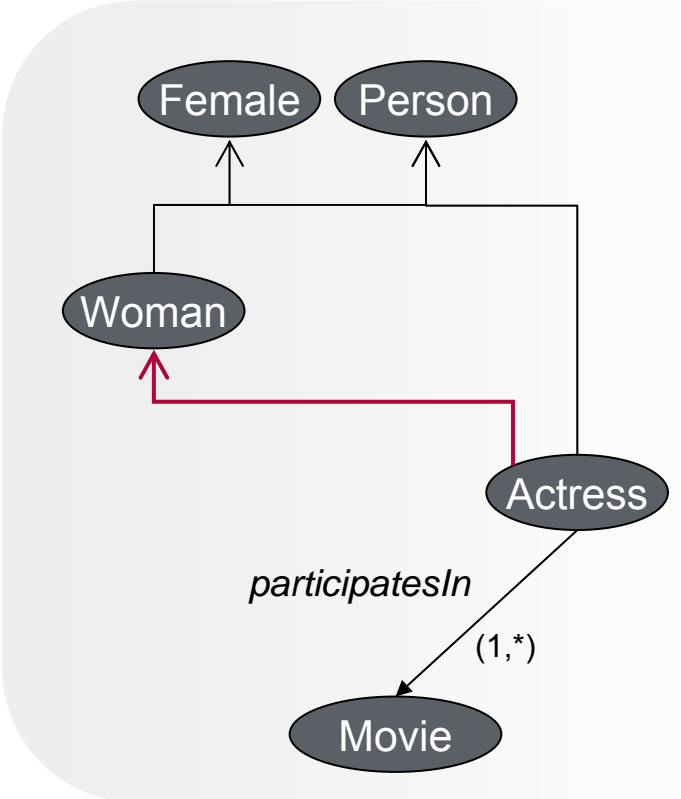 Female
Person
Woman
Actress
participatesIn
(1,*)
Movie